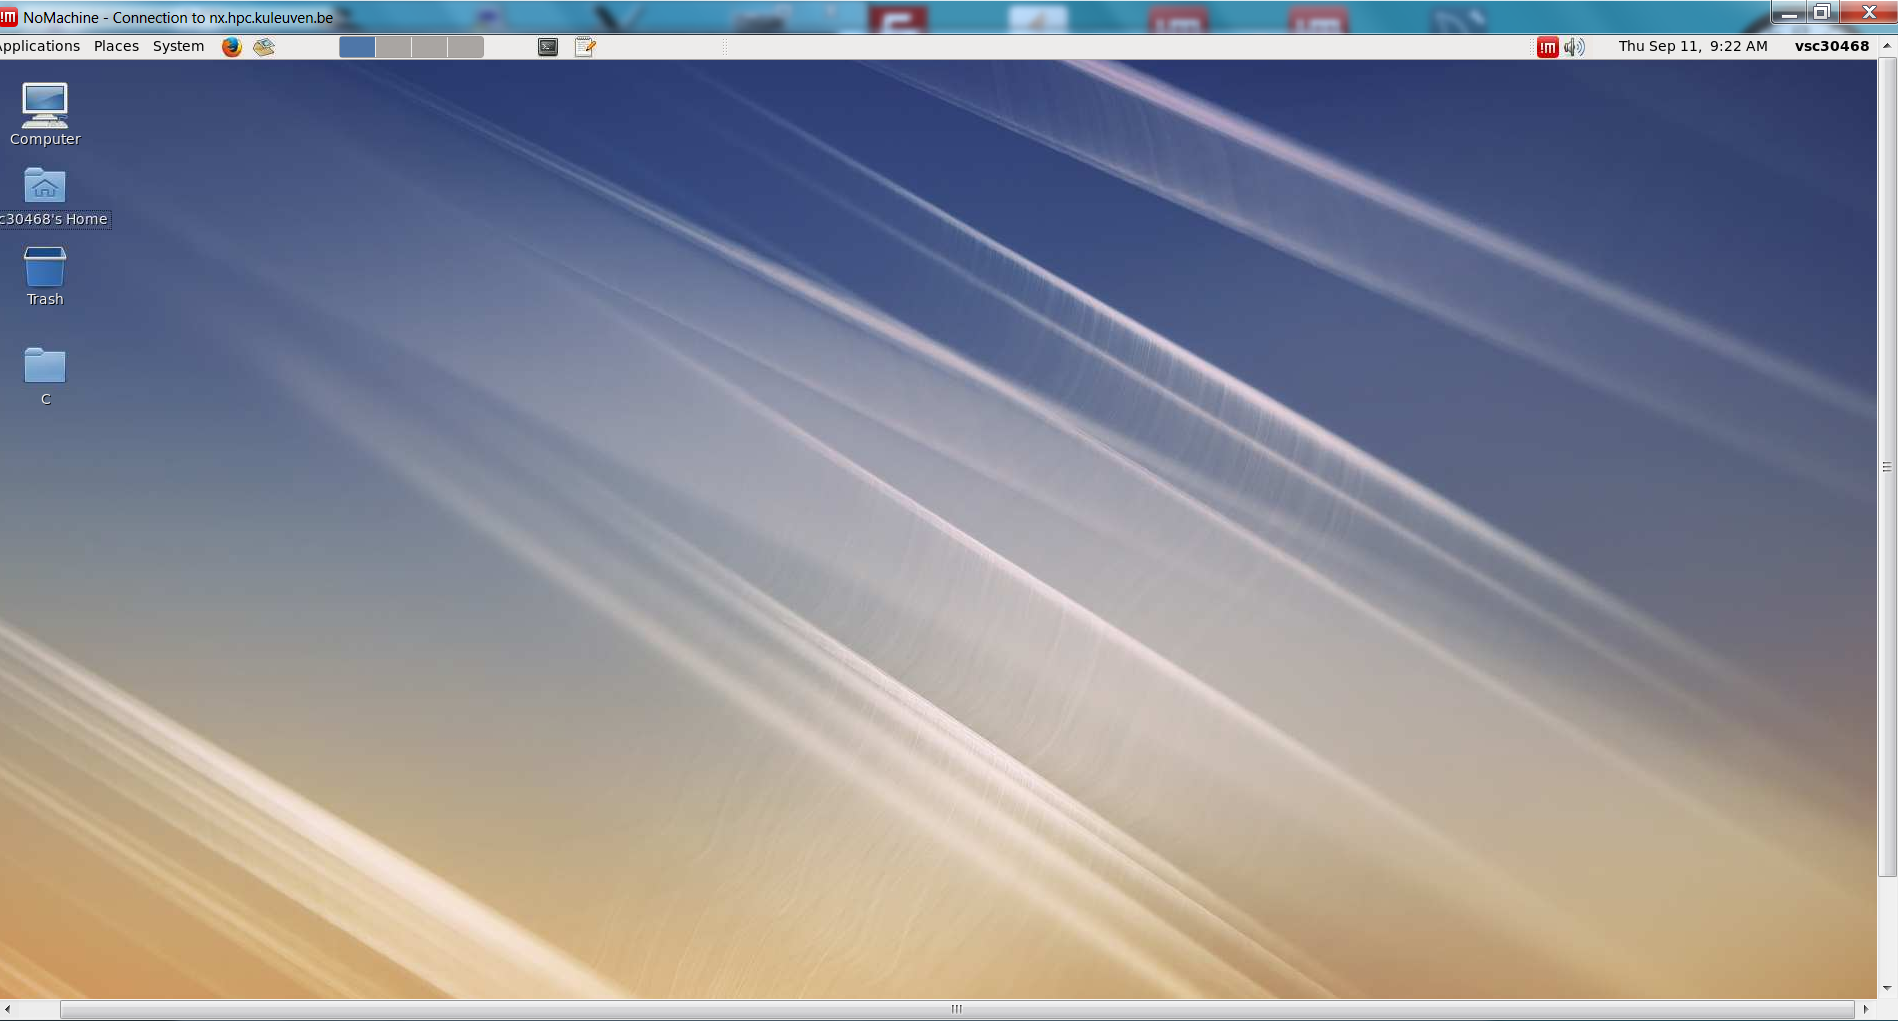 !m NoMachine - Connection to nx.hpc.kuleuven.be
pplications Places System !m Thu Sep 11, 9:22 AM vsc30468
Computer
c30468's Home
Trash
C